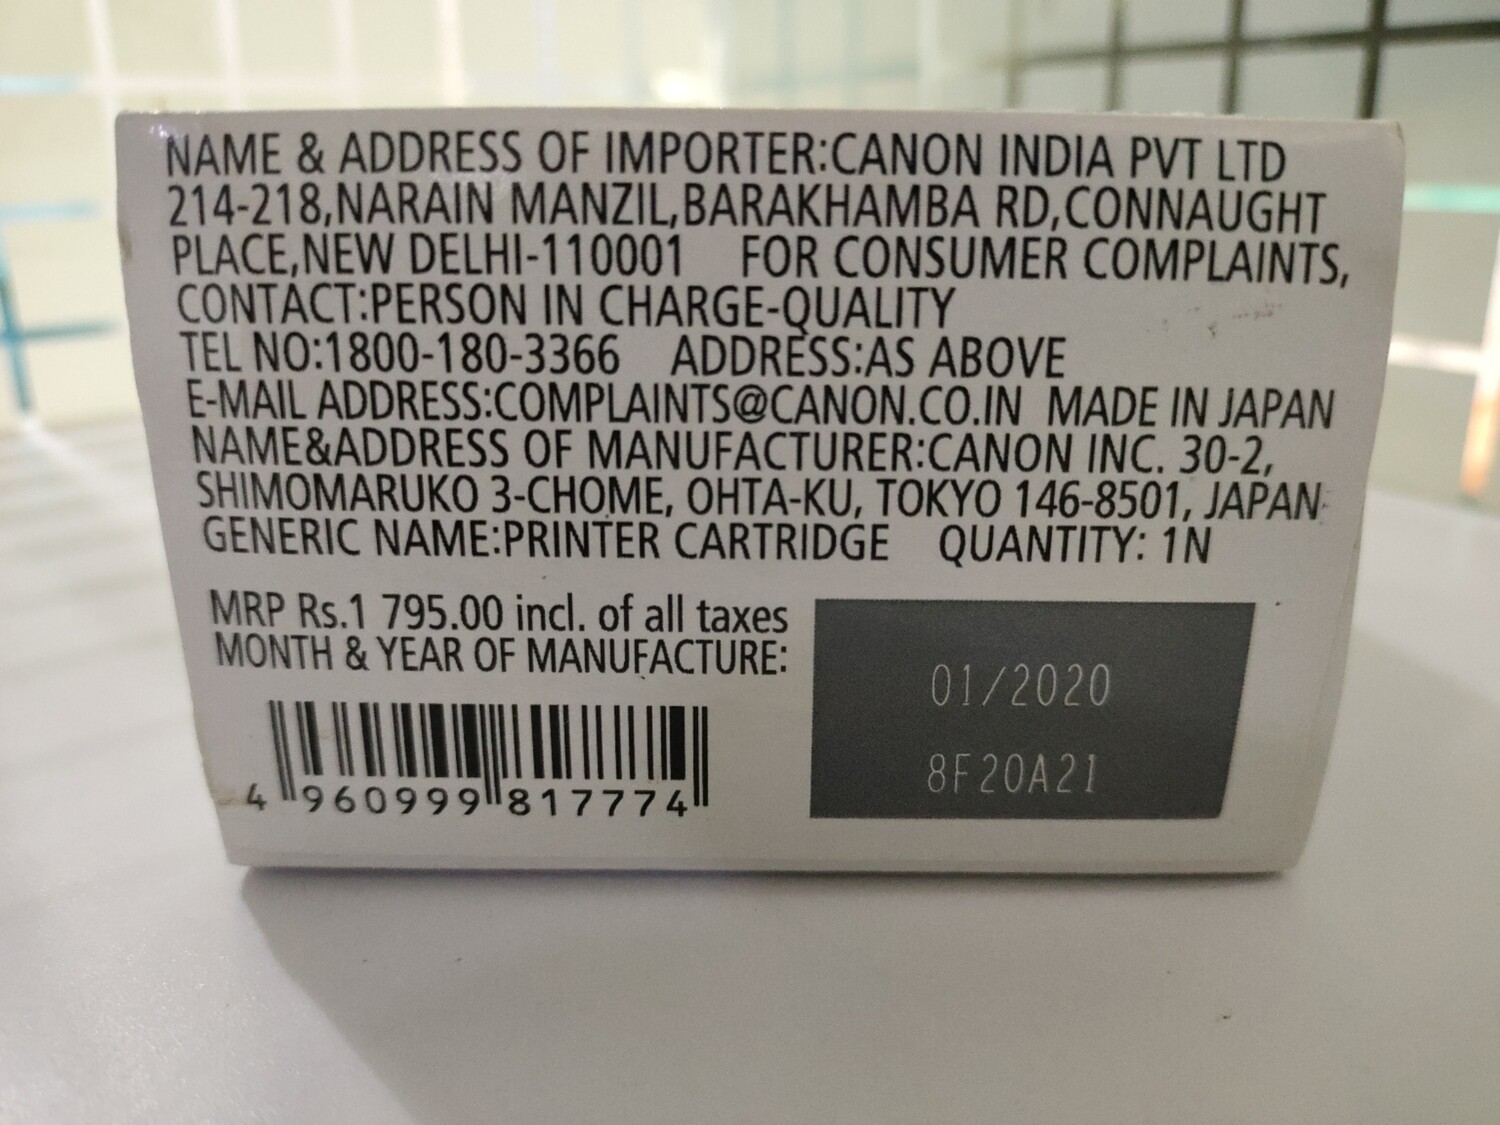 NAME & ADDRESS OF IMPORTER:CANON INDIA PVT LTD
214-218,NARAIN MANZIL,BARAKHAMBA RD,CONNAUGHT
PLACE,NEW DELHI-110001 FOR CONSUMER COMPLAINTS,
CONTACT:PERSON IN CHARGE-QUALITY
TEL NO:1800-180-3366 ADDRESS:AS ABOVE
E-MAIL ADDRESS:COMPLAINTS@CANON.CO.IN MADE IN JAPAN
NAME&ADDRESS OF MANUFACTURER:CANON INC. 30-2,
SHIMOMARUKO 3-CHOME, OHTA-KU, TOKYO 146-8501, JAPAN
GENERIC NAME:PRINTER CARTRIDGE QUANTITY: 1N
MRP Rs.1 795.00 incl. of all taxes
MONTH & YEAR OF MANUFACTURE:
01/2020
8F20A21
4 960999 817774